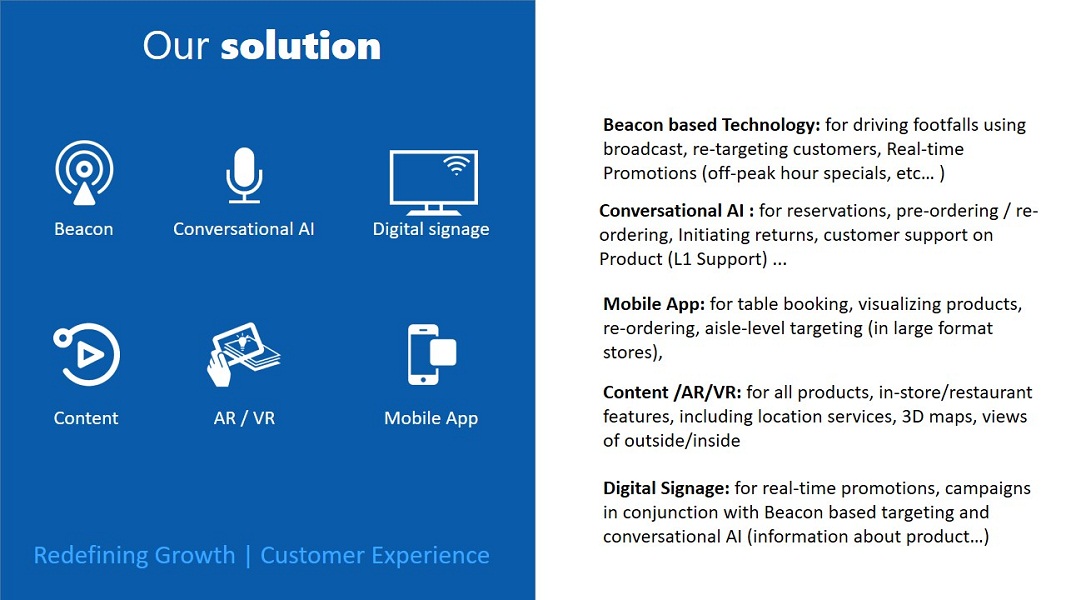 Our solution
Beacon
Conversational AI
Digital signage
Content
AR / VR
Mobile App
Redefining Growth | Customer Experience
Beacon based Technology: for driving footfalls using
broadcast, re-targeting customers, Real-time
Promotions (off-peak hour specials, etc... )
Conversational AI : for reservations, pre-ordering / re-
ordering, Initiating returns, customer support on
Product (L1 Support) ...
Mobile App: for table booking, visualizing products,
re-ordering, aisle-level targeting (in large format
stores),
Content /AR/VR: for all products, in-store/restaurant
features, including location services, 3D maps, views
of outside/inside
Digital Signage: for real-time promotions, campaigns
in conjunction with Beacon based targeting and
conversational AI (information about product...)